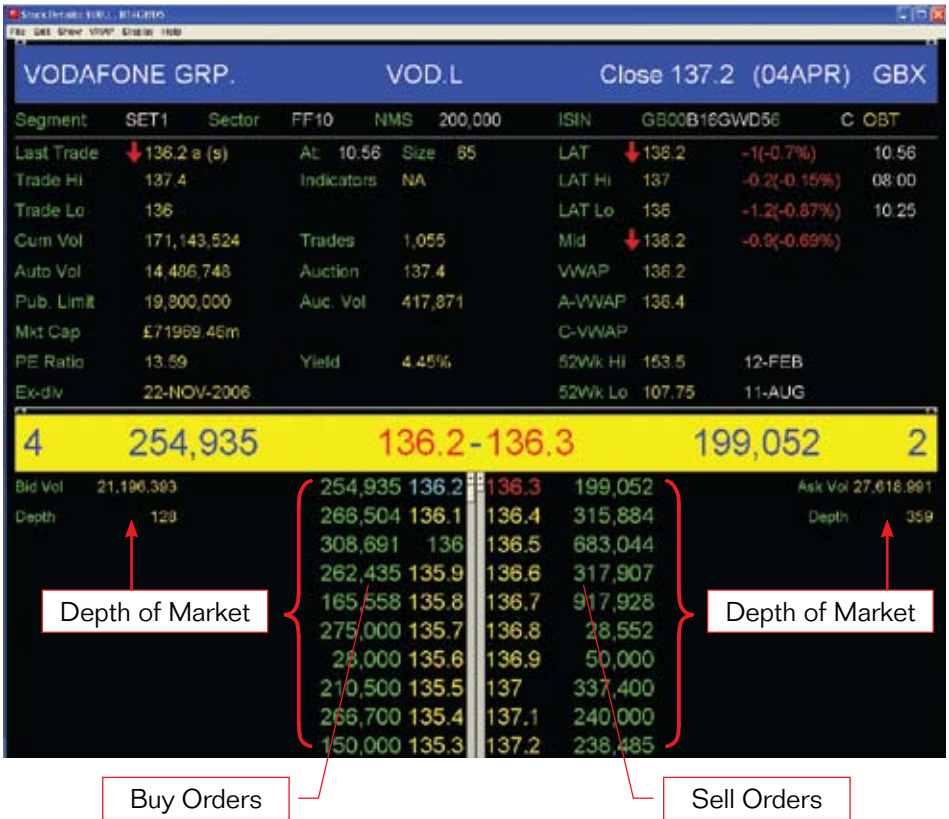 File Edit Show VWAP Display Help
VODAFONE GRP. VOD.L Close 137.2 (04APR) GBX
Segment SET1 Sector FF10 NMS 200,000 ISIN GB00B16GWD56 C OBT
Last Trade 136.2 a (s) At 10:56 Size 65 LAT 136.2 -1(-0.7%) 10:56
Trade Hi 137.4 Indicators NA LAT Hi 137 -0.2(-0.15%) 08:00
Trade Lo 136 LAT Lo 136 -1.2(-0.87%) 10.25
Cum Vol 171,143,524 Trades 1,055 Mid 136.2 -0.9(-0.69%)
Auto Vol 14,486,748 Auction 137.4 VWAP 136.2
Pub. Limit 19,800,000 Auc. Vol 417,871 A-VWAP 136.4
Mkt Cap £71969.46m C-VWAP
PE Ratio 13.59 Yield 4.45% 52Wk Hi 153.5 12-FEB
Ex-div 22-NOV-2006 52Wk Lo 107.75 11-AUG
4 254,935 136.2-136.3 199,052 2
Bid Vol 21,196,393 254,935 136.2 136.3 199,052 Ask Vol 27,618,991
Depth 128 266,504 136.1 136.4 315,884 Depth 359
308,691 136 136.5 683,044
262,435 135.9 136.6 317,907
Depth of Market 165,558 135.8 136.7 917,928 Depth of Market
275,000 135.7 136.8 28,552
28,000 135.6 136.9 50,000
210,500 135.5 137 337,400
266,700 135.4 137.1 240,000
150,000 135.3 137.2 238,485
Buy Orders Sell Orders